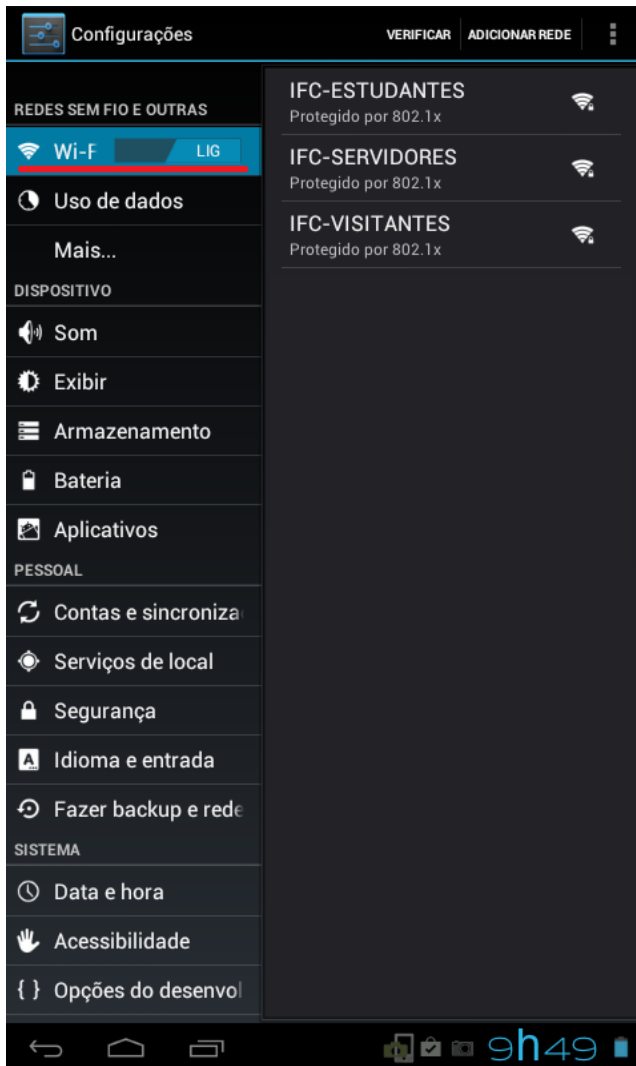 Configurações
VERIFICAR
ADICIONAR REDE
REDES SEM FIO E OUTRAS
Wi-F
LIG
Uso de dados
Mais...
DISPOSITIVO
Som
Exibir
Armazenamento
Bateria
Aplicativos
PESSOAL
Contas e sincroniza
Serviços de local
Segurança
Idioma e entrada
Fazer backup e rede
SISTEMA
Data e hora
Acessibilidade
{ } Opções do desenvol
IFC-ESTUDANTES
Protegido por 802.1x
IFC-SERVIDORES
Protegido por 802.1x
IFC-VISITANTES
Protegido por 802.1x
9h49